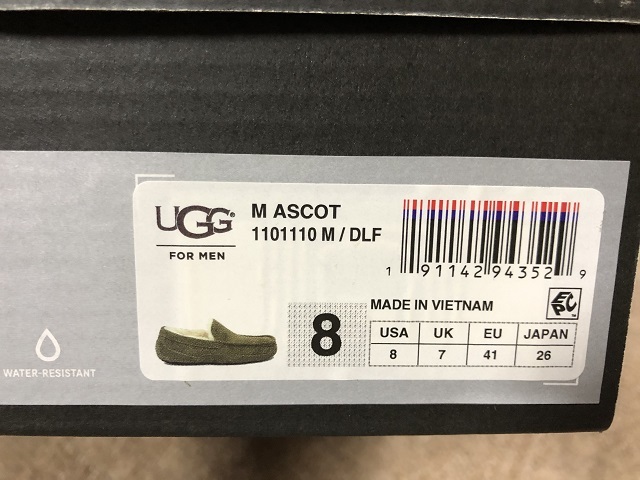 UGG®
FOR MEN
M ASCOT
1101110 M / DLF
1 91142 94352 9
8
MADE IN VIETNAM
EPC™
USA UK EU JAPAN
8 7 41 26
WATER-RESISTANT